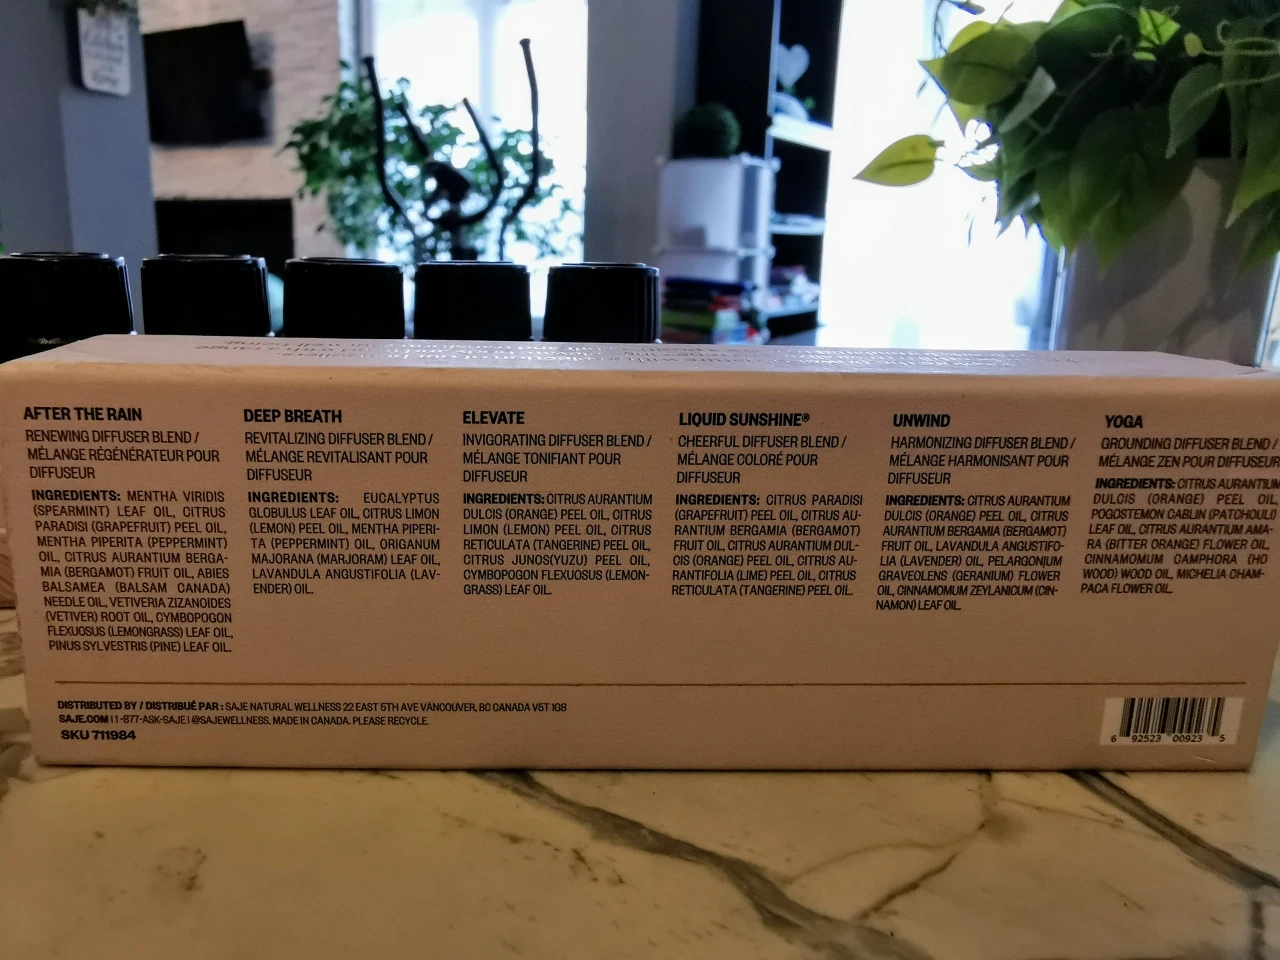 AFTER THE RAIN
RENEWING DIFFUSER BLEND /
MÉLANGE RÉGÉNÉRATEUR POUR
DIFFUSEUR
INGREDIENTS: MENTHA VIRIDIS
(SPEARMINT) LEAF OIL, CITRUS
PARADISI (GRAPEFRUIT) PEEL OIL,
MENTHA PIPERITA (PEPPERMINT)
OIL, CITRUS AURANTIUM BERGA-
MIA (BERGAMOT) FRUIT OIL, ABIES
BALSAMEA (BALSAM CANADA)
NEEDLE OIL, VETIVERIA ZIZANOIDES
(VETIVER) ROOT OIL, CYMBOPOGON
FLEXUOSUS (LEMONGRASS) LEAF OIL,
PINUS SYLVESTRIS (PINE) LEAF OIL.
DEEP BREATH
REVITALIZING DIFFUSER BLEND /
MÉLANGE REVITALISANT POUR
DIFFUSEUR
INGREDIENTS: EUCALYPTUS
GLOBULUS LEAF OIL, CITRUS LIMON
(LEMON) PEEL OIL, MENTHA PIPERI-
TA (PEPPERMINT) OIL, ORIGANUM
MAJORANA (MARJORAM) LEAF OIL,
LAVANDULA ANGUSTIFOLIA (LAV-
ENDER) OIL.
ELEVATE
INVIGORATING DIFFUSER BLEND /
MÉLANGE TONIFIANT POUR
DIFFUSEUR
INGREDIENTS: CITRUS AURANTIUM
DULCIS (ORANGE) PEEL OIL, CITRUS
LIMON (LEMON) PEEL OIL, CITRUS
RETICULATA (TANGERINE) PEEL OIL,
CITRUS JUNOS(YUZU) PEEL OIL,
CYMBOPOGON FLEXUOSUS (LEMON-
GRASS) LEAF OIL.
LIQUID SUNSHINE®
CHEERFUL DIFFUSER BLEND /
MÉLANGE COLORÉ POUR
DIFFUSEUR
INGREDIENTS: CITRUS PARADISI
(GRAPEFRUIT) PEEL OIL, CITRUS AU-
RANTIUM BERGAMIA (BERGAMOT)
FRUIT OIL, CITRUS AURANTIUM DUL-
CIS (ORANGE) PEEL OIL, CITRUS AU-
RANTIFOLIA (LIME) PEEL OIL, CITRUS
RETICULATA (TANGERINE) PEEL OIL.
UNWIND
HARMONIZING DIFFUSER BLEND /
MÉLANGE HARMONISANT POUR
DIFFUSEUR
INGREDIENTS: CITRUS AURANTIUM
DULCIS (ORANGE) PEEL OIL, CITRUS
AURANTIUM BERGAMIA (BERGAMOT)
FRUIT OIL, LAVANDULA ANGUSTIFO-
LIA (LAVENDER) OIL, PELARGONIUM
GRAVEOLENS (GERANIUM) FLOWER
OIL, CINNAMOMUM ZEYLANICUM (CIN-
NAMON) LEAF OIL.
YOGA
GROUNDING DIFFUSER BLEND /
MÉLANGE ZEN POUR DIFFUSEUR
INGREDIENTS: CITRUS AURANTIUM
DULCIS (ORANGE) PEEL OIL,
POGOSTEMON CABLIN (PATCHOULI)
LEAF OIL, CITRUS AURANTIUM AMA-
RA (BITTER ORANGE) FLOWER OIL,
CINNAMOMUM CAMPHORA (HO
WOOD) WOOD OIL, MICHELIA CHAM-
PACA FLOWER OIL.
DISTRIBUTED BY / DISTRIBUÉ PAR : SAJE NATURAL WELLNESS 22 EAST 5TH AVE VANCOUVER, BC CANADA V5T 1G8
SAJE.COM | 1-877-ASK-SAJE | @SAJEWELLNESS. MADE IN CANADA. PLEASE RECYCLE.
SKU 711984
6 92523 00923 5